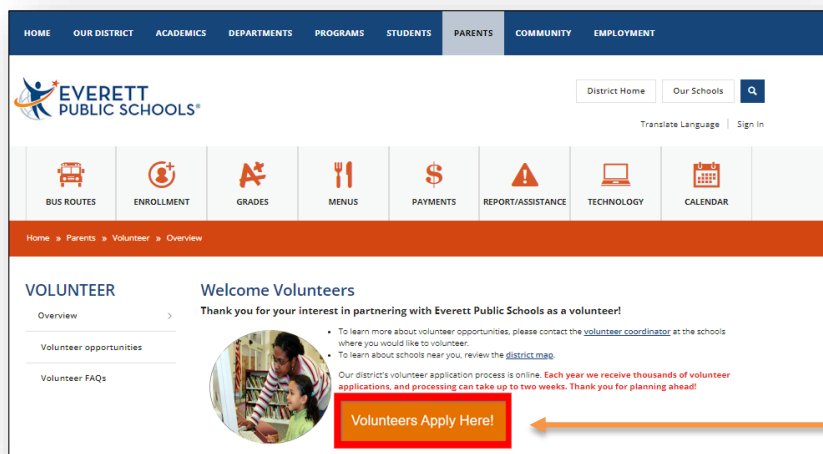 HOME OUR DISTRICT ACADEMICS DEPARTMENTS PROGRAMS STUDENTS PARENTS COMMUNITY EMPLOYMENT
EVERETT
PUBLIC SCHOOLS®
District Home Our Schools
Translate Language | Sign In
BUS ROUTES ENROLLMENT GRADES MENUS PAYMENTS REPORT/ASSISTANCE TECHNOLOGY CALENDAR
Home » Parents » Volunteer » Overview
VOLUNTEER
Overview >
Volunteer opportunities
Volunteer FAQs
Welcome Volunteers
Thank you for your interest in partnering with Everett Public Schools as a volunteer!
• To learn more about volunteer opportunities, please contact the volunteer coordinator at the schools
where you would like to volunteer.
• To learn about schools near you, review the district map.
Our district's volunteer application process is online. Each year we receive thousands of volunteer
applications, and processing can take up to two weeks. Thank you for planning ahead!
Volunteers Apply Here!